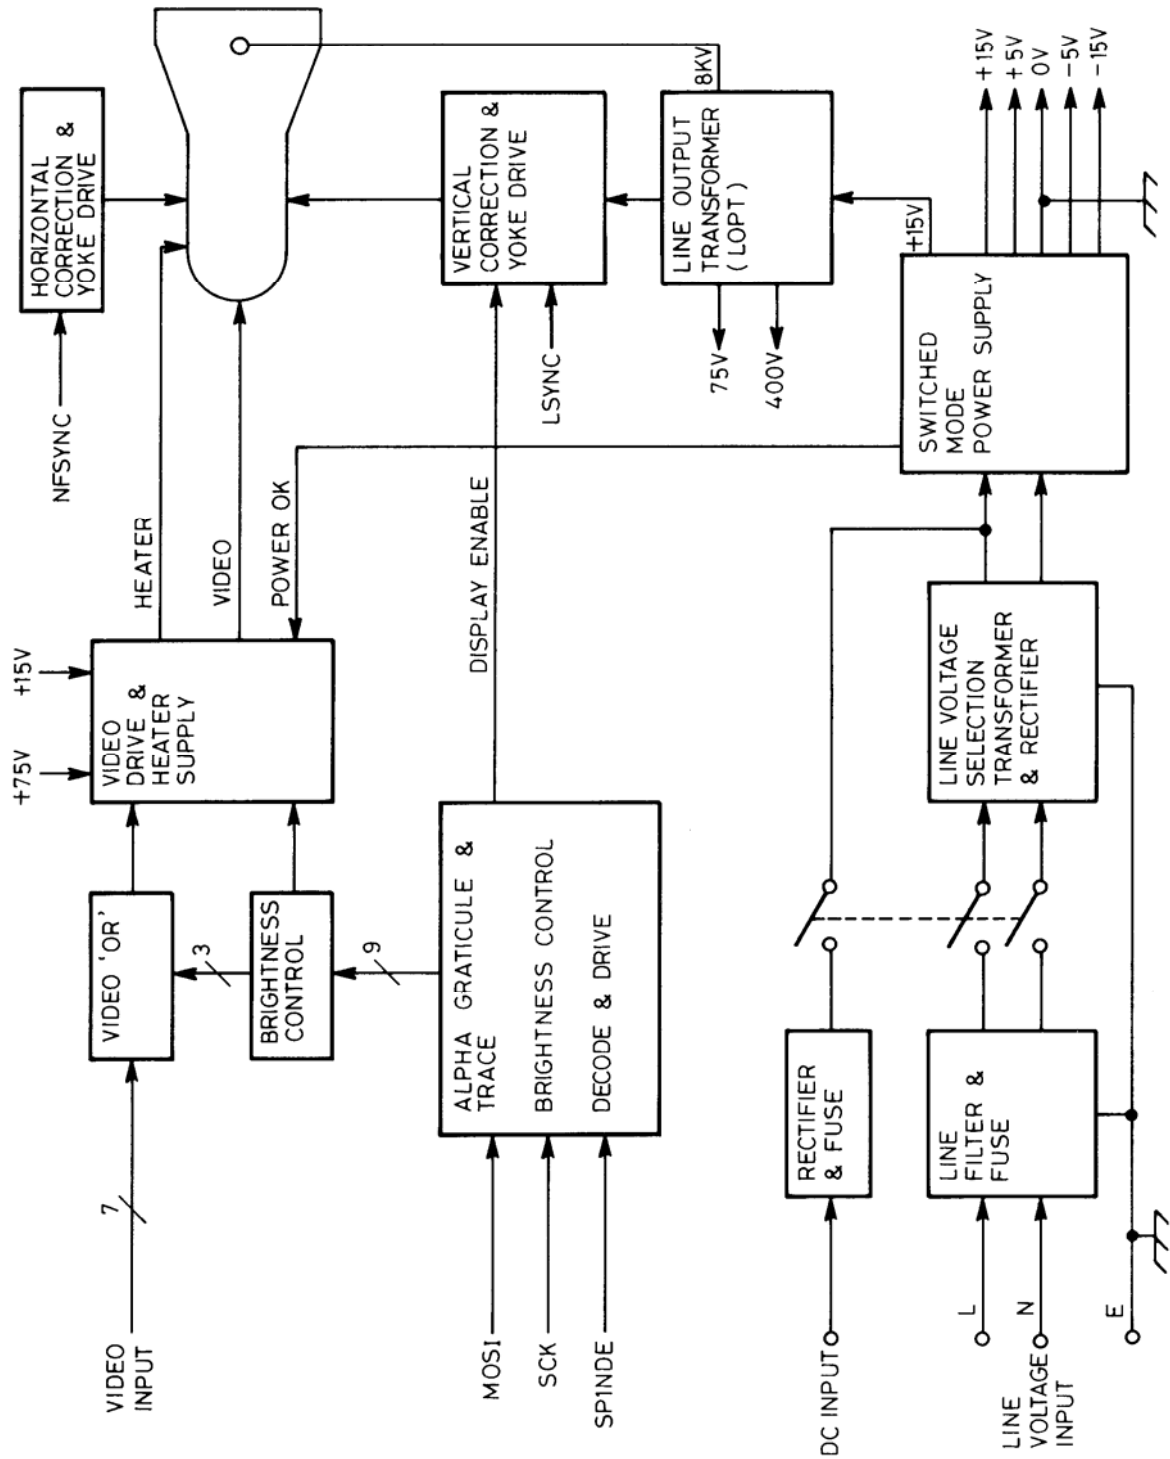 VIDEO
INPUT
7
VIDEO 'OR'
3
BRIGHTNESS
CONTROL
9
+75V
+15V
VIDEO
DRIVE &
HEATER
SUPPLY
HEATER
VIDEO
POWER OK
NFSYNC
HORIZONTAL
CORRECTION &
YOKE DRIVE
MOSI
SCK
SP1NDE
ALPHA GRATICULE &
TRACE
BRIGHTNESS CONTROL
DECODE & DRIVE
DISPLAY ENABLE
LSYNC
VERTICAL
CORRECTION &
YOKE DRIVE
75V
400V
LINE OUTPUT
TRANSFORMER
(LOPT)
8KV
DC INPUT
RECTIFIER
& FUSE
LINE
VOLTAGE
INPUT
L
N
E
LINE
FILTER &
FUSE
LINE VOLTAGE
SELECTION
TRANSFORMER
& RECTIFIER
SWITCHED
MODE
POWER SUPPLY
+15V
+15V
+5V
0V
-5V
-15V